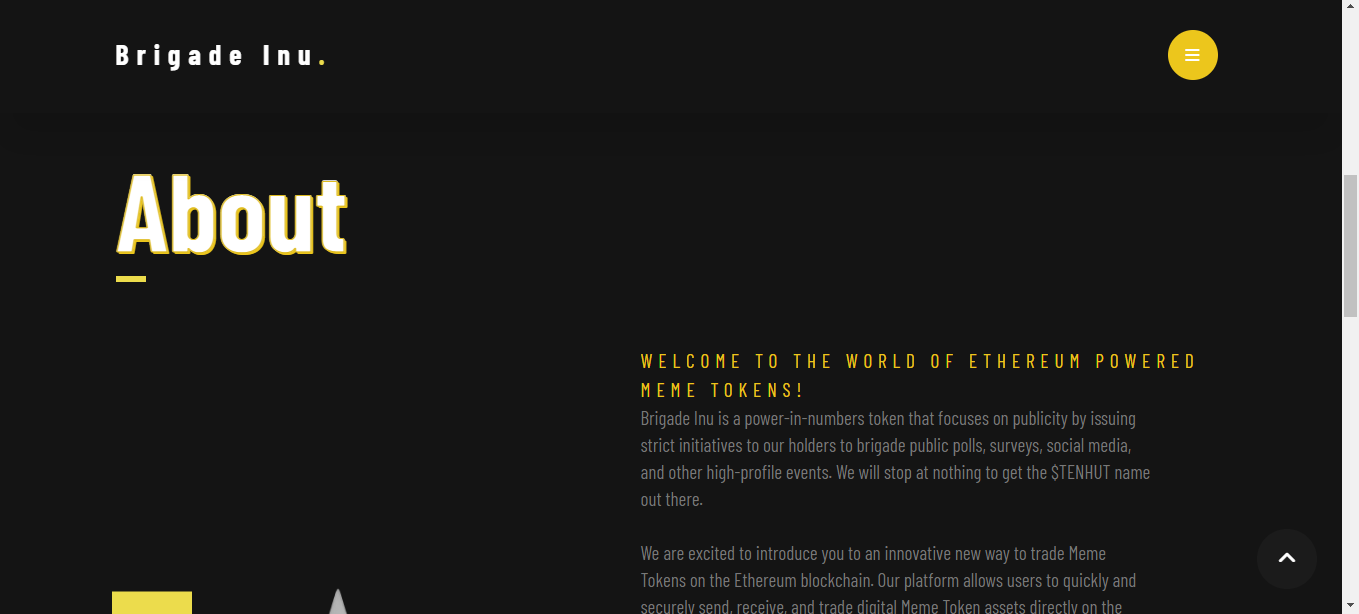 Brigade Inu.
About
WELCOME TO THE WORLD OF ETHEREUM POWERED
MEME TOKENS!
Brigade Inu is a power-in-numbers token that focuses on publicity by issuing
strict initiatives to our holders to brigade public polls, surveys, social media,
and other high-profile events. We will stop at nothing to get the $TENHUT name
out there.
We are excited to introduce you to an innovative new way to trade Meme
Tokens on the Ethereum blockchain. Our platform allows users to quickly and
securely send, receive, and trade digital Meme Token assets directly on the